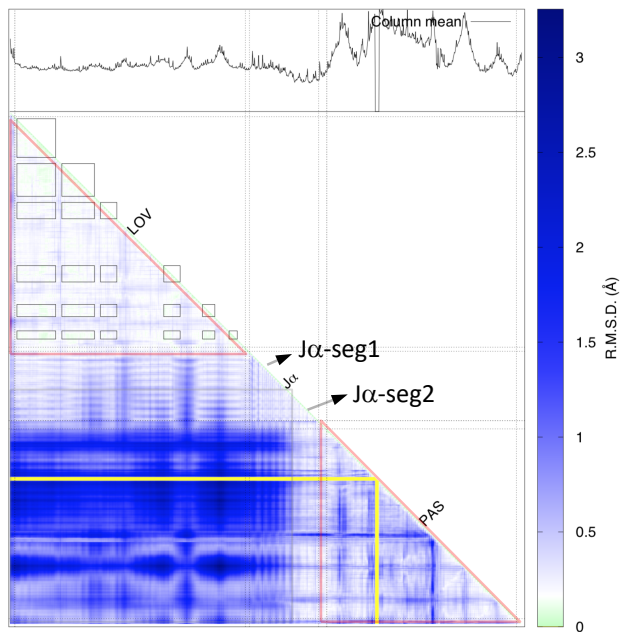 Column mean
3
2.5
2
1.5
1
0.5
0
R.M.S.D. (Å)
LOV
Jα-seg1
Jα
Jα-seg2
PAS